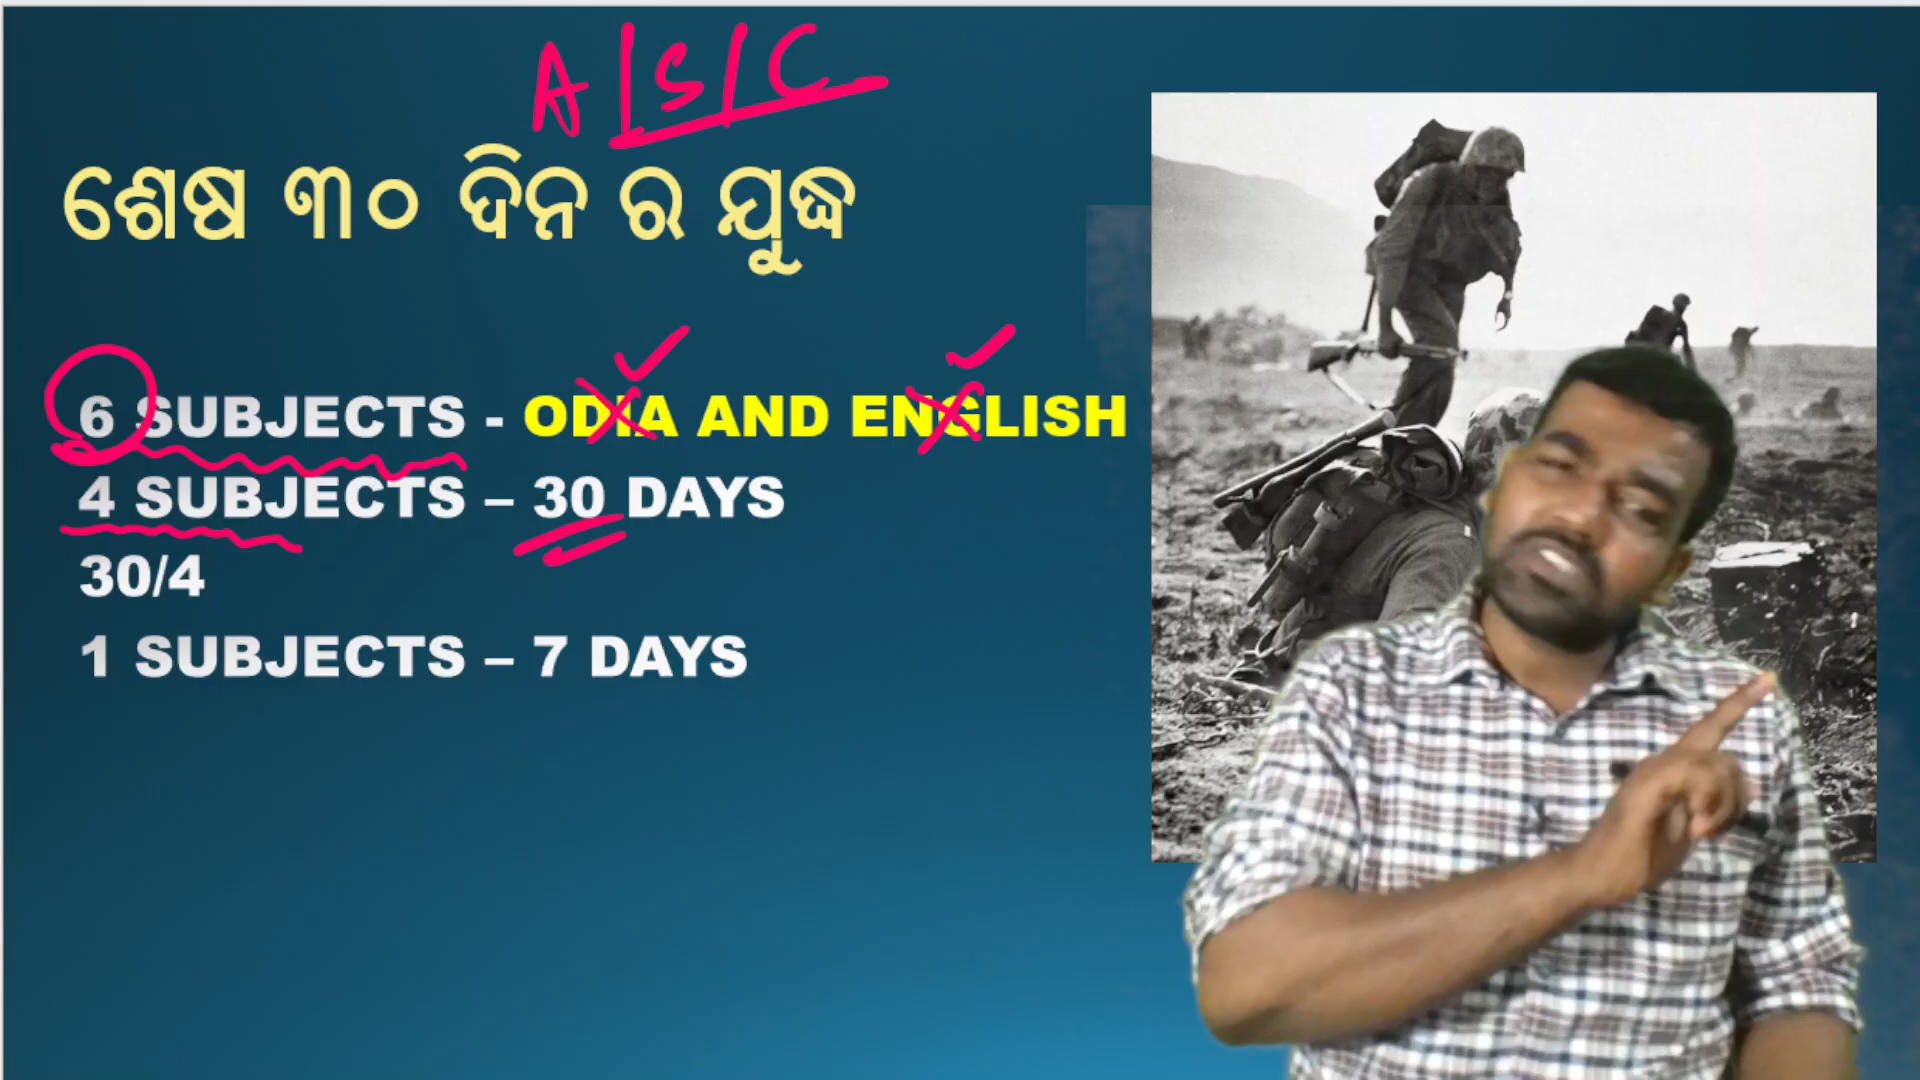 A/S/C
ଶେଷ ୩୦ ଦିନ ର ଯୁଦ୍ଧ
6 SUBJECTS - ODIA AND ENGLISH
4 SUBJECTS – 30 DAYS
30/4
1 SUBJECTS – 7 DAYS